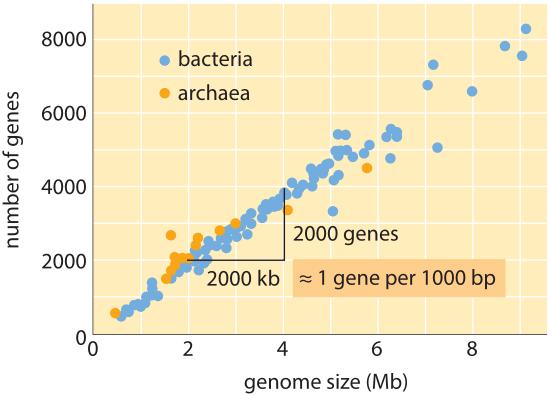 8000
6000
4000
2000
0
number of genes
bacteria
archaea
2000 genes
2000 kb
≈ 1 gene per 1000 bp
0 2 4 6 8
genome size (Mb)